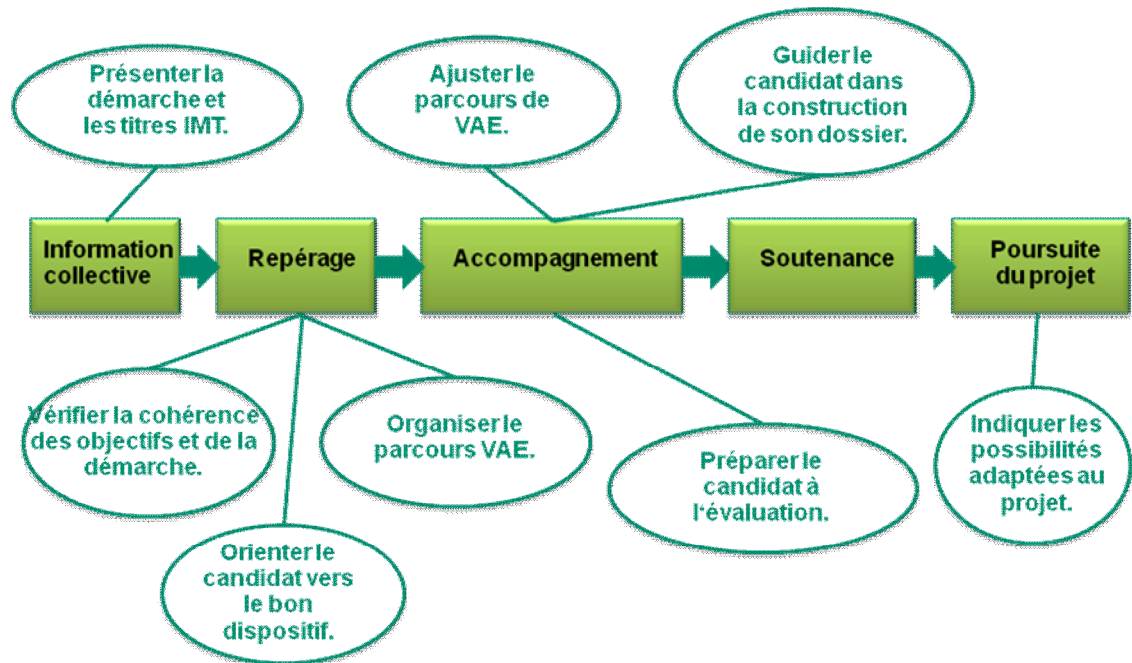 Présenter la
démarche et
les titres IMT.
Ajuster le
parcours de
VAE.
Guider le
candidat dans
la construction
de son dossier.
Information
collective
Repérage
Accompagnement
Soutenance
Poursuite
du projet
Vérifier la cohérence
des objectifs et de la
démarche.
Organiser le
parcours VAE.
Orienter le
candidat vers
le bon
dispositif.
Préparer le
candidat à
l'évaluation.
Indiquer les
possibilités
adaptées au
projet.